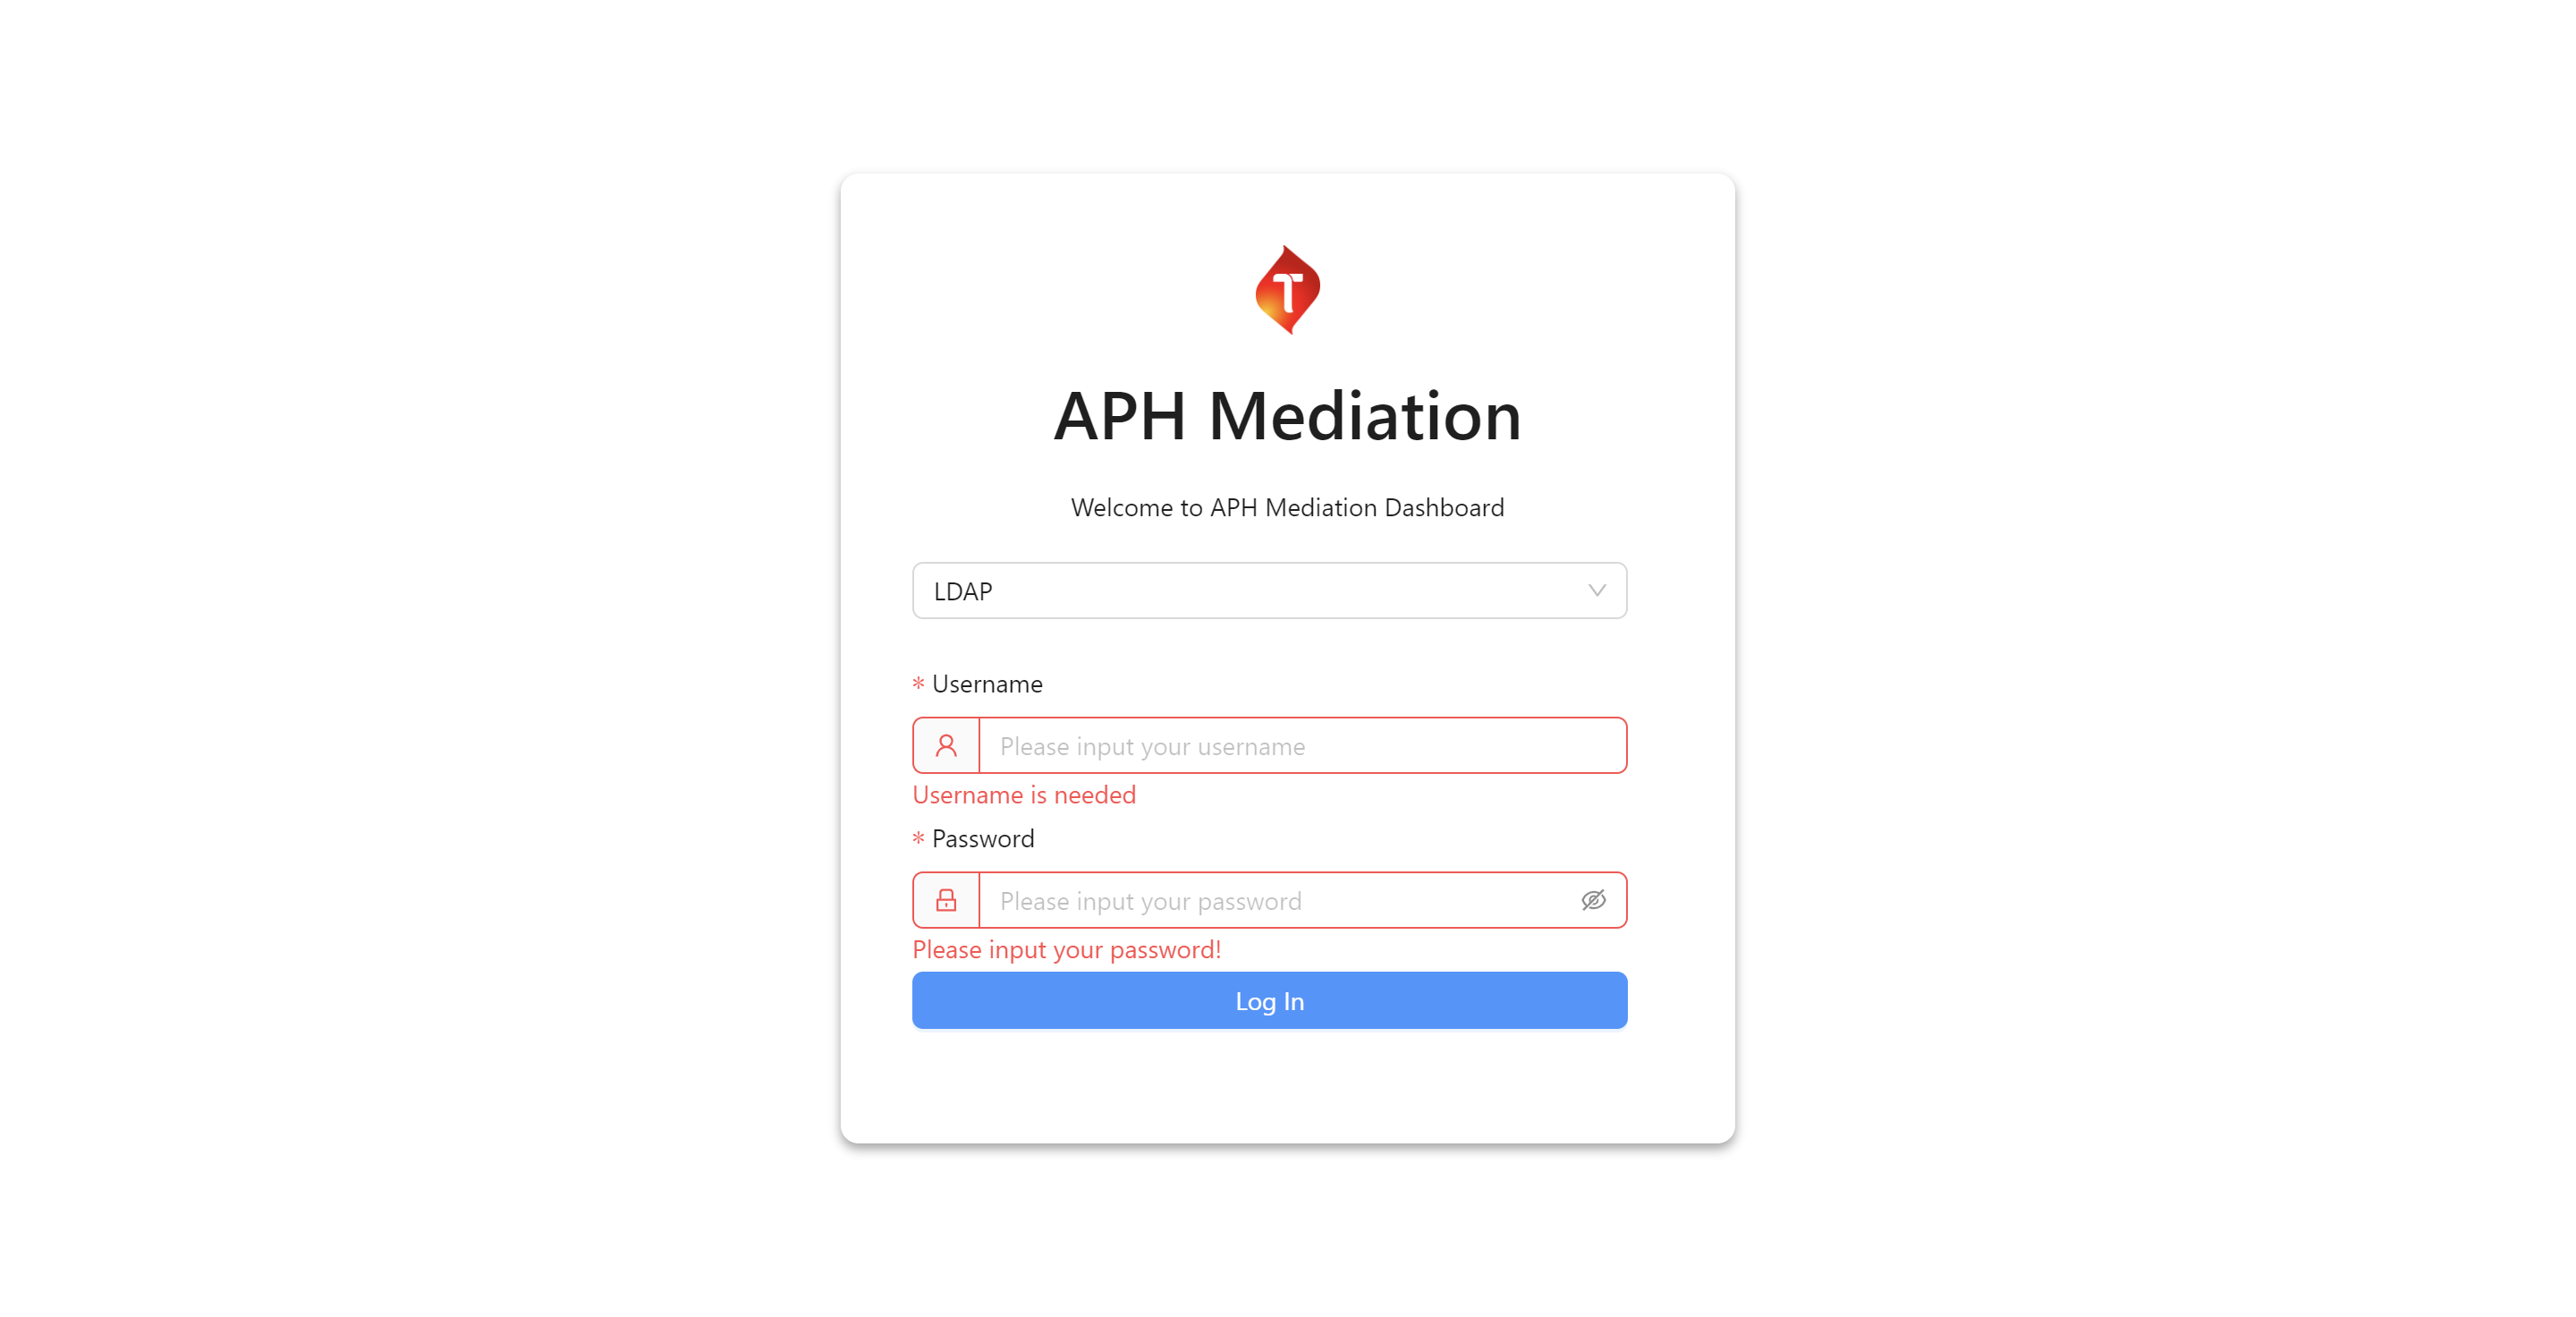 T
APH Mediation
Welcome to APH Mediation Dashboard
LDAP
* Username
Please input your username
Username is needed
* Password
Please input your password
Please input your password!
Log In